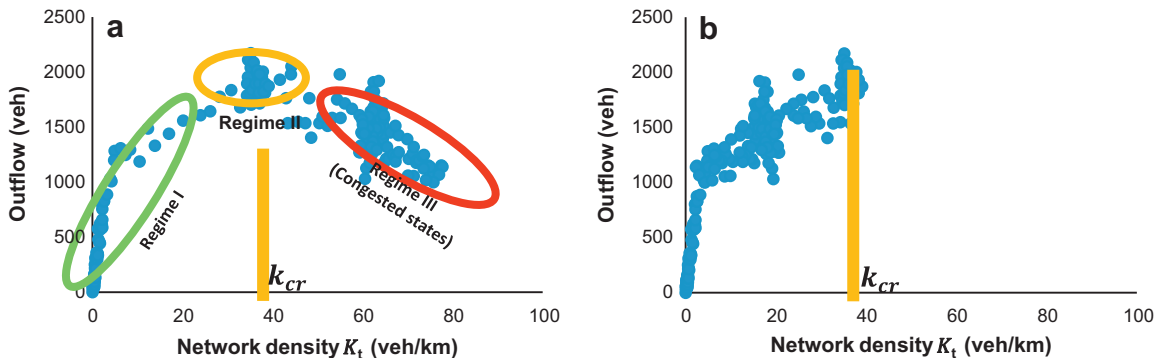 a
2500
2000
1500
1000
500
0
Outflow (veh)
Regime II
Regime I
Regime III
(Congested states)
k_cr
0 20 40 60 80 100
Network density K_t (veh/km)
b
2500
2000
1500
1000
500
0
Outflow (veh)
k_cr
0 20 40 60 80 100
Network density K_t (veh/km)